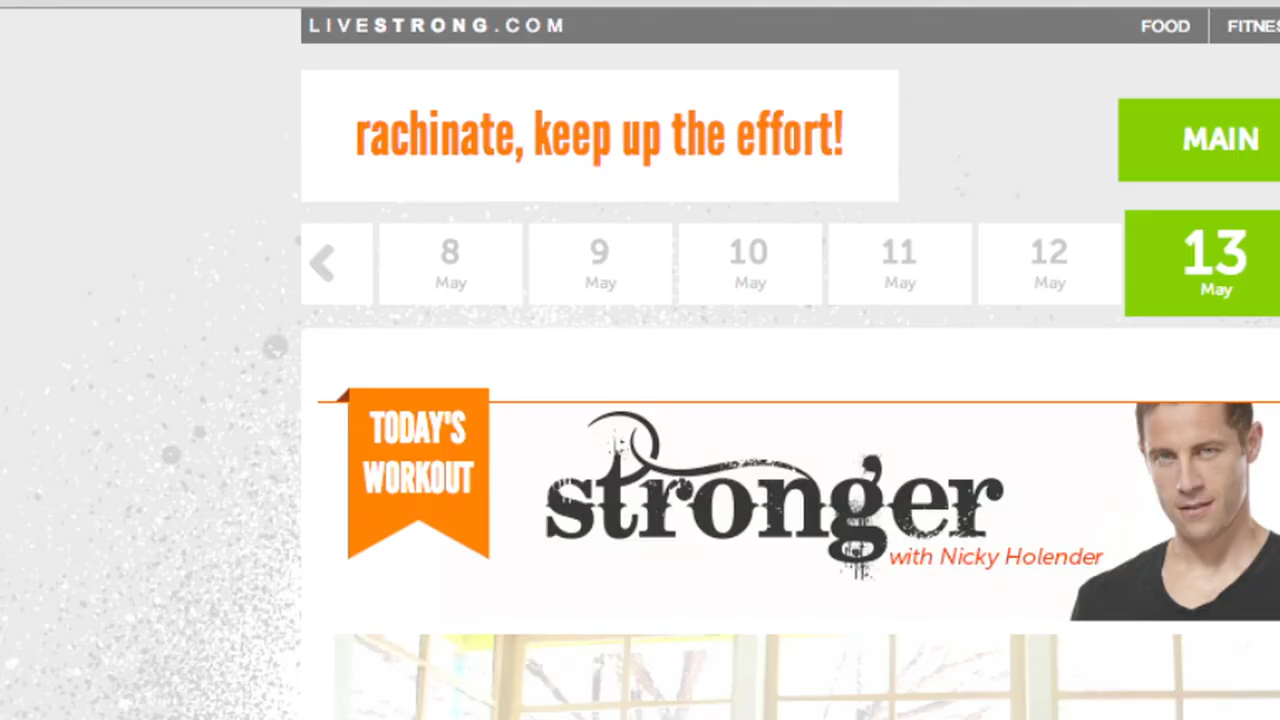 LIVESTRONG.COM
FOOD
rachinate, keep up the effort!
MAIN
8 May
9 May
10 May
11 May
12 May
13 May
TODAY'S
WORKOUT
stronger
with Nicky Holender